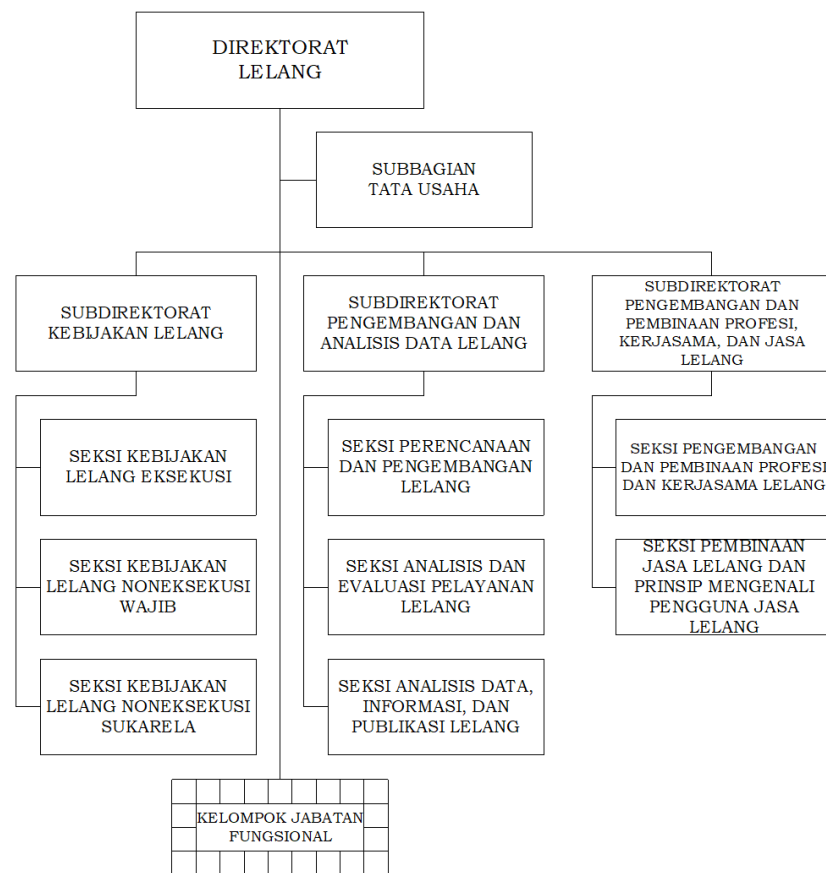 DIREKTORAT
LELANG
SUBBAGIAN
TATA USAHA
SUBDIREKTORAT
KEBIJAKAN LELANG
SUBDIREKTORAT
PENGEMBANGAN DAN
ANALISIS DATA LELANG
SUBDIREKTORAT
PENGEMBANGAN DAN
PEMBINAAN PROFESI,
KERJASAMA, DAN JASA
LELANG
SEKSI KEBIJAKAN
LELANG EKSEKUSI
SEKSI PERENCANAAN
DAN PENGEMBANGAN
LELANG
SEKSI PENGEMBANGAN
DAN PEMBINAAN PROFESI
DAN KERJASAMA LELANG
SEKSI KEBIJAKAN
LELANG NONEKSEKUSI
WAJIB
SEKSI ANALISIS DAN
EVALUASI PELAYANAN
LELANG
SEKSI PEMBINAAN
JASA LELANG DAN
PRINSIP MENGENALI
PENGGUNA JASA
LELANG
SEKSI KEBIJAKAN
LELANG NONEKSEKUSI
SUKARELA
SEKSI ANALISIS DATA,
INFORMASI, DAN
PUBLIKASI LELANG
KELOMPOK JABATAN
FUNGSIONAL